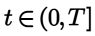 t ∈ (0, T]